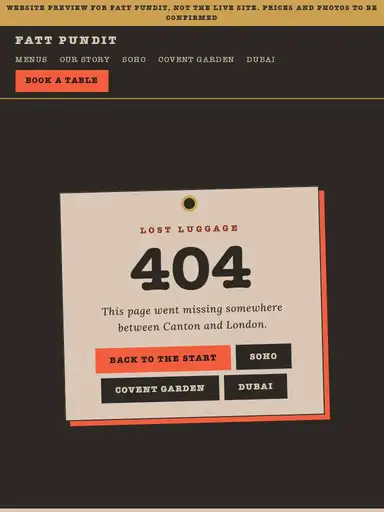 WEBSITE PREVIEW FOR FATT PUNDIT, NOT THE LIVE SITE. PRICES AND PHOTOS TO BE
CONFIRMED
FATT PUNDIT
MENUS OUR STORY SOHO COVENT GARDEN DUBAI
BOOK A TABLE
LOST LUGGAGE
404
This page went missing somewhere
between Canton and London.
BACK TO THE START SOHO
COVENT GARDEN DUBAI